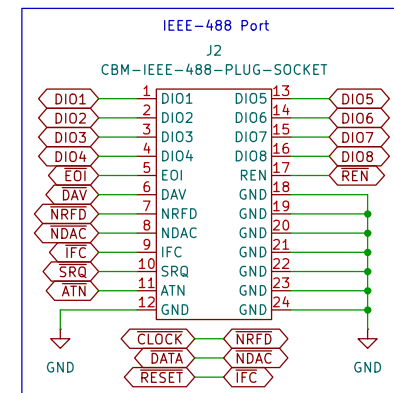 IEEE-488 Port
J2
CBM-IEEE-488-PLUG-SOCKET
DIO1 1 DIO1 DIO5 13 DIO5
DIO2 2 DIO2 DIO6 14 DIO6
DIO3 3 DIO3 DIO7 15 DIO7
DIO4 4 DIO4 DIO8 16 DIO8
EOI 5 EOI REN 17 REN
DAV 6 DAV GND 18
NRFD 7 NRFD GND 19
NDAC 8 NDAC GND 20
IFC 9 IFC GND 21
SRQ 10 SRQ GND 22
ATN 11 ATN GND 23
12 GND GND 24
CLOCK NRFD
GND DATA NDAC GND
RESET IFC